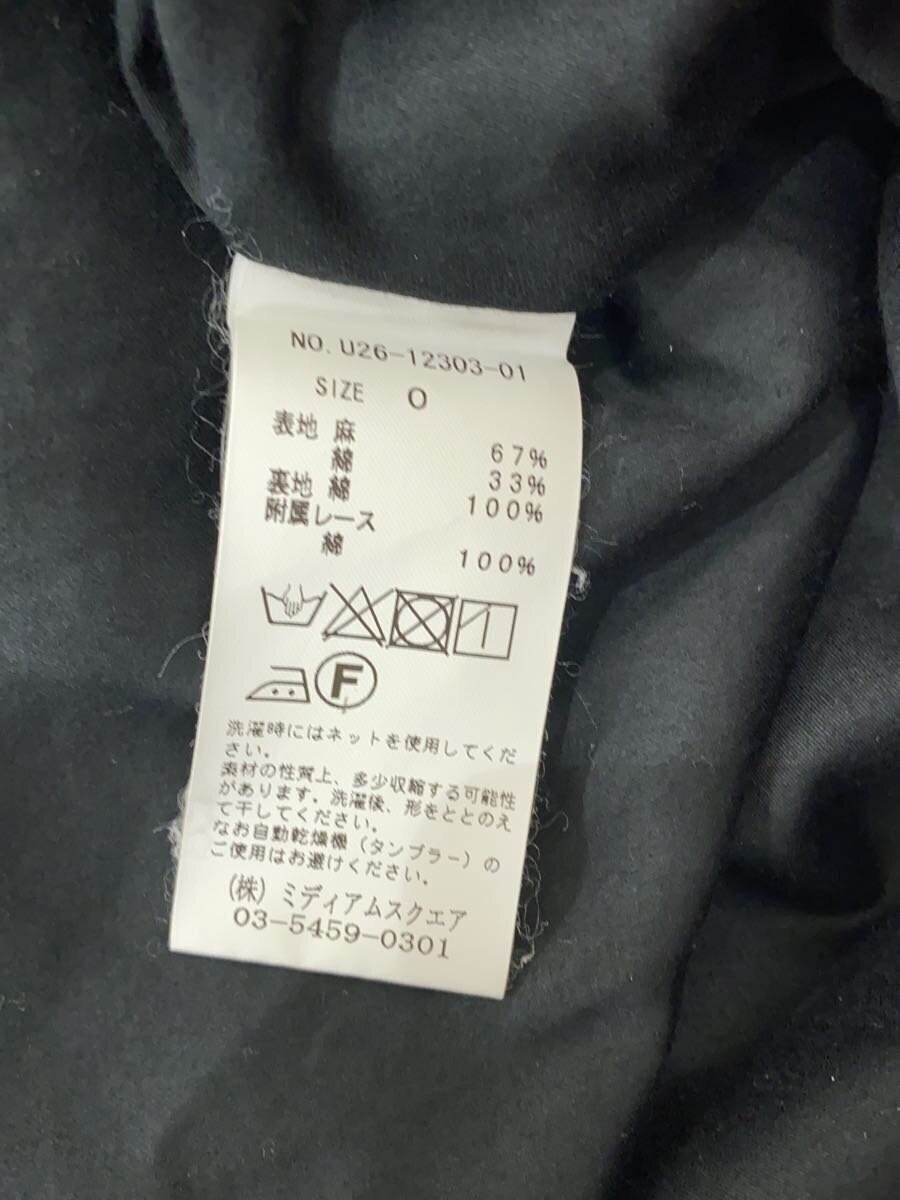 NO. U26-12303-01
SIZE 0
表地 麻 67%
綿 33%
裏地 綿 100%
附属レース
綿 100%
F
洗濯時にはネットを使用してくだ
さい。
素材の性質上、多少収縮する可能性
があります。洗濯後、形をととのえ
て干してください。
なお自動乾燥機（タンブラー）の
ご使用はお避けください。
（株）ミディアムスクエア
03-5459-0301